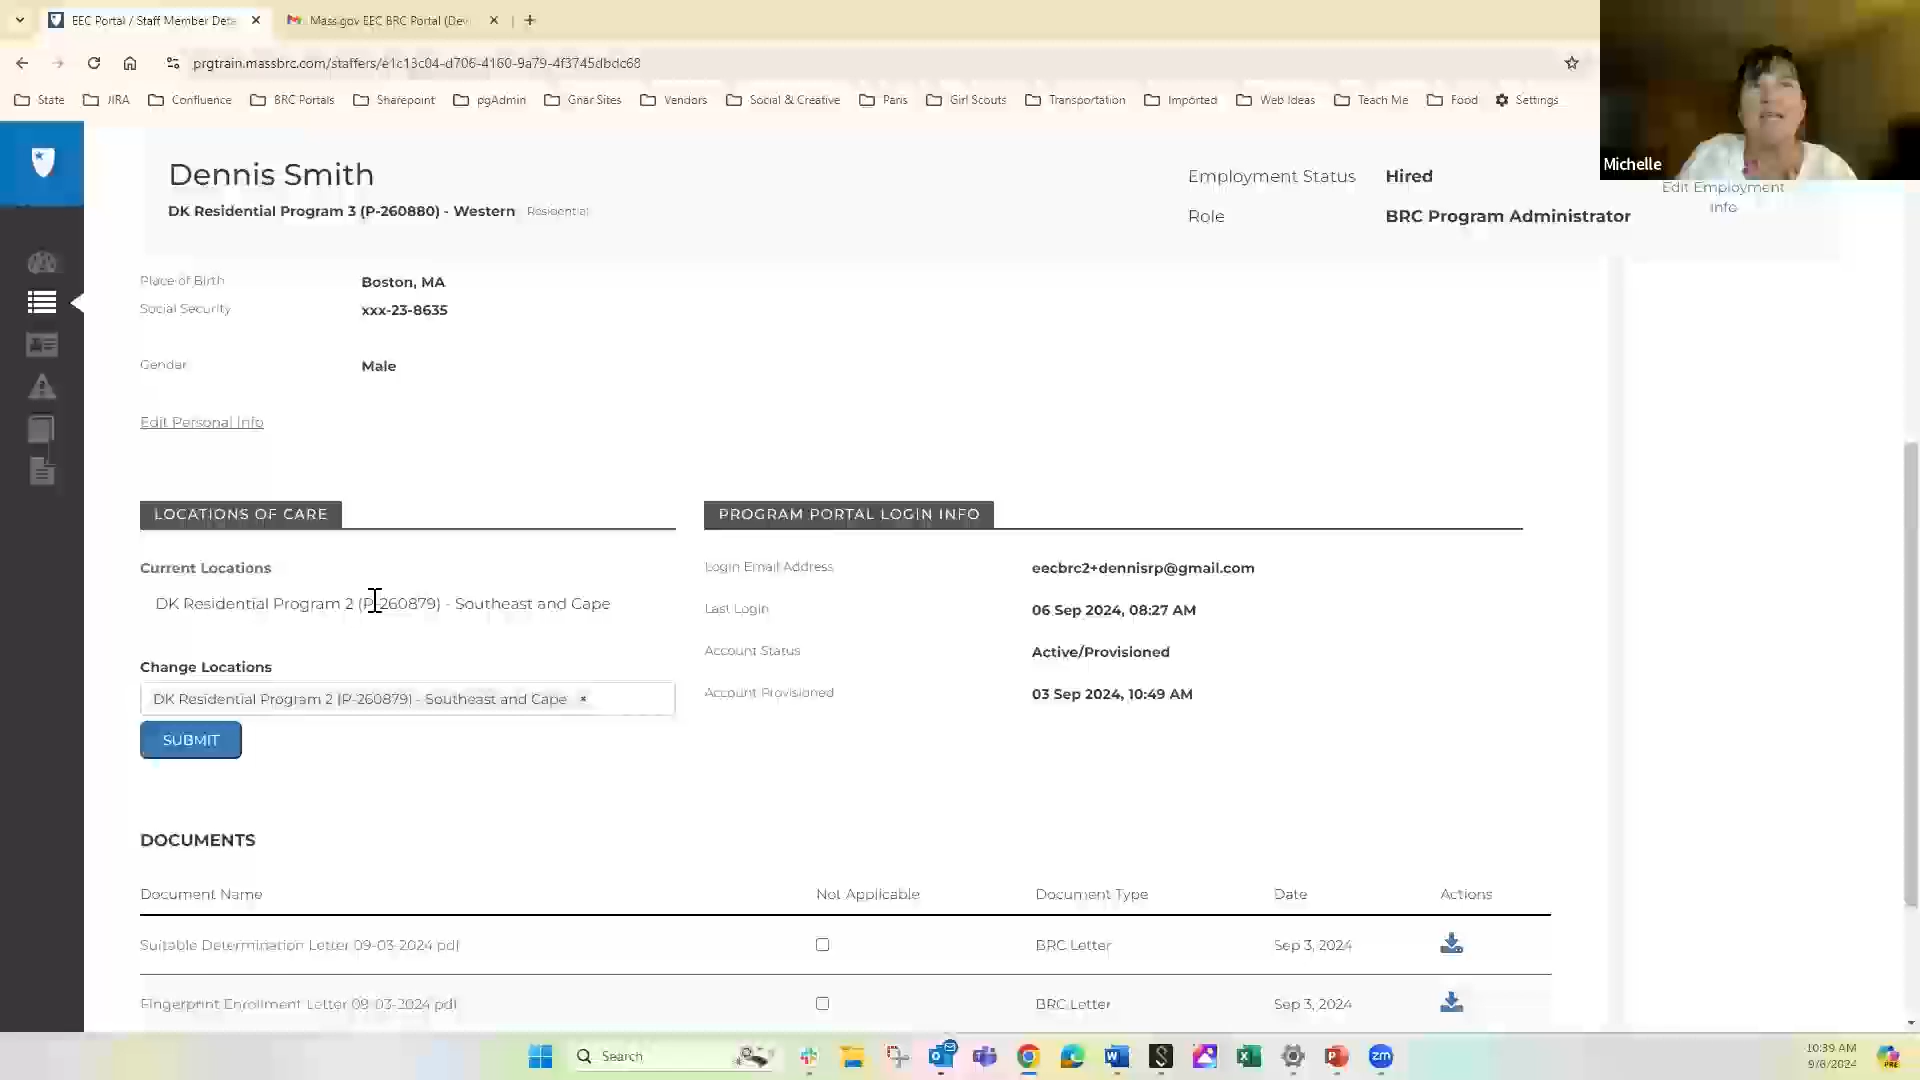 EEC Portal / Staff Member Deta
Mass.gov EEC BRC Portal (Dev
prgtrain.massbrc.com/staffers/e1c13c04-d706-4160-9a79-4f3745dbdc68
State JIRA Confluence BRC Portals Sharepoint pgAdmin Gnar Sites Vendors Social & Creative Paris Girl Scouts Transportation Imported Web Ideas Teach Me Food Settings
Michelle
Dennis Smith
DK Residential Program 3 (P-260880) - Western Residential
Employment Status Hired
Role BRC Program Administrator
Edit Employment
Info
Place of Birth Boston, MA
Social Security xxx-23-8635
Gender Male
Edit Personal Info
LOCATIONS OF CARE
Current Locations
DK Residential Program 2 (P-260879) - Southeast and Cape
Change Locations
DK Residential Program 2 (P-260879) - Southeast and Cape ×
SUBMIT
PROGRAM PORTAL LOGIN INFO
Login Email Address eecbrc2+dennisrp@gmail.com
Last Login 06 Sep 2024, 08:27 AM
Account Status Active/Provisioned
Account Provisioned 03 Sep 2024, 10:49 AM
DOCUMENTS
Document Name Not Applicable Document Type Date Actions
Suitable Determination Letter 09-03-2024 pdf BRC Letter Sep 3, 2024
Fingerprint Enrollment Letter 09-03-2024 pdf BRC Letter Sep 3, 2024
Search
zm
10:39 AM
9/6/2024
PRE